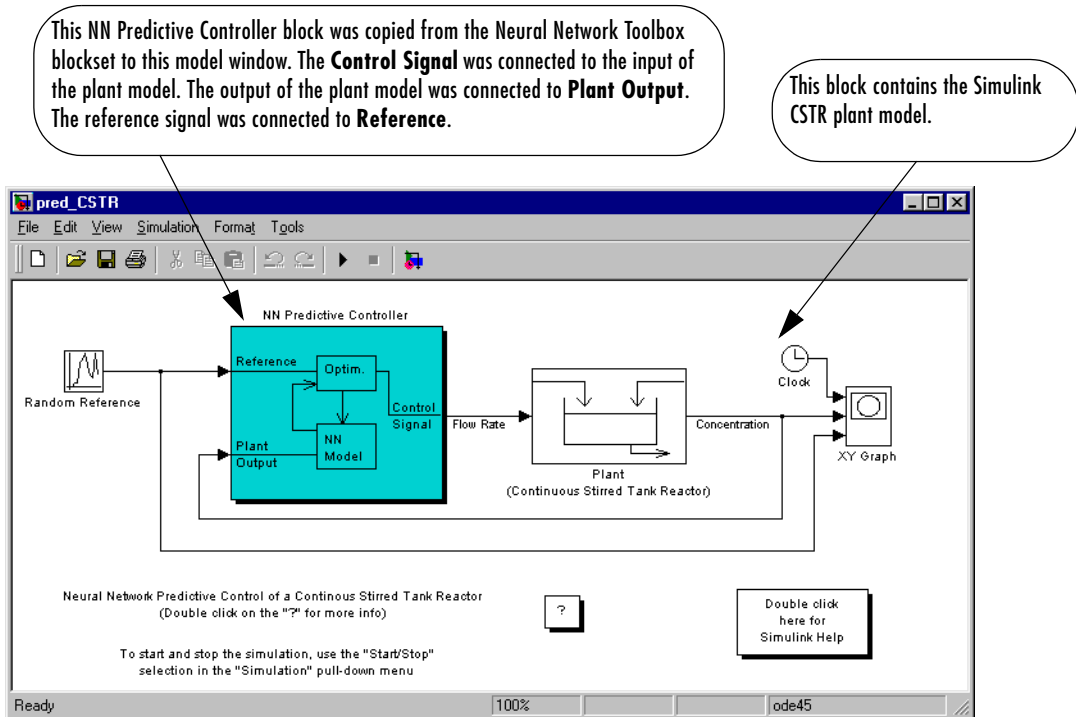 This NN Predictive Controller block was copied from the Neural Network Toolbox
blockset to this model window. The Control Signal was connected to the input of
the plant model. The output of the plant model was connected to Plant Output.
The reference signal was connected to Reference.
This block contains the Simulink
CSTR plant model.
pred_CSTR
File Edit View Simulation Format Tools
NN Predictive Controller
Random Reference
Reference
Optim.
Control
Signal
Plant
Output
NN
Model
Flow Rate
Plant
(Continuous Stirred Tank Reactor)
Concentration
Clock
XY Graph
Neural Network Predictive Control of a Continous Stirred Tank Reactor
(Double click on the "?" for more info)
?
Double click
here for
Simulink Help
To start and stop the simulation, use the "Start/Stop"
selection in the "Simulation" pull-down menu
Ready
100%
ode45